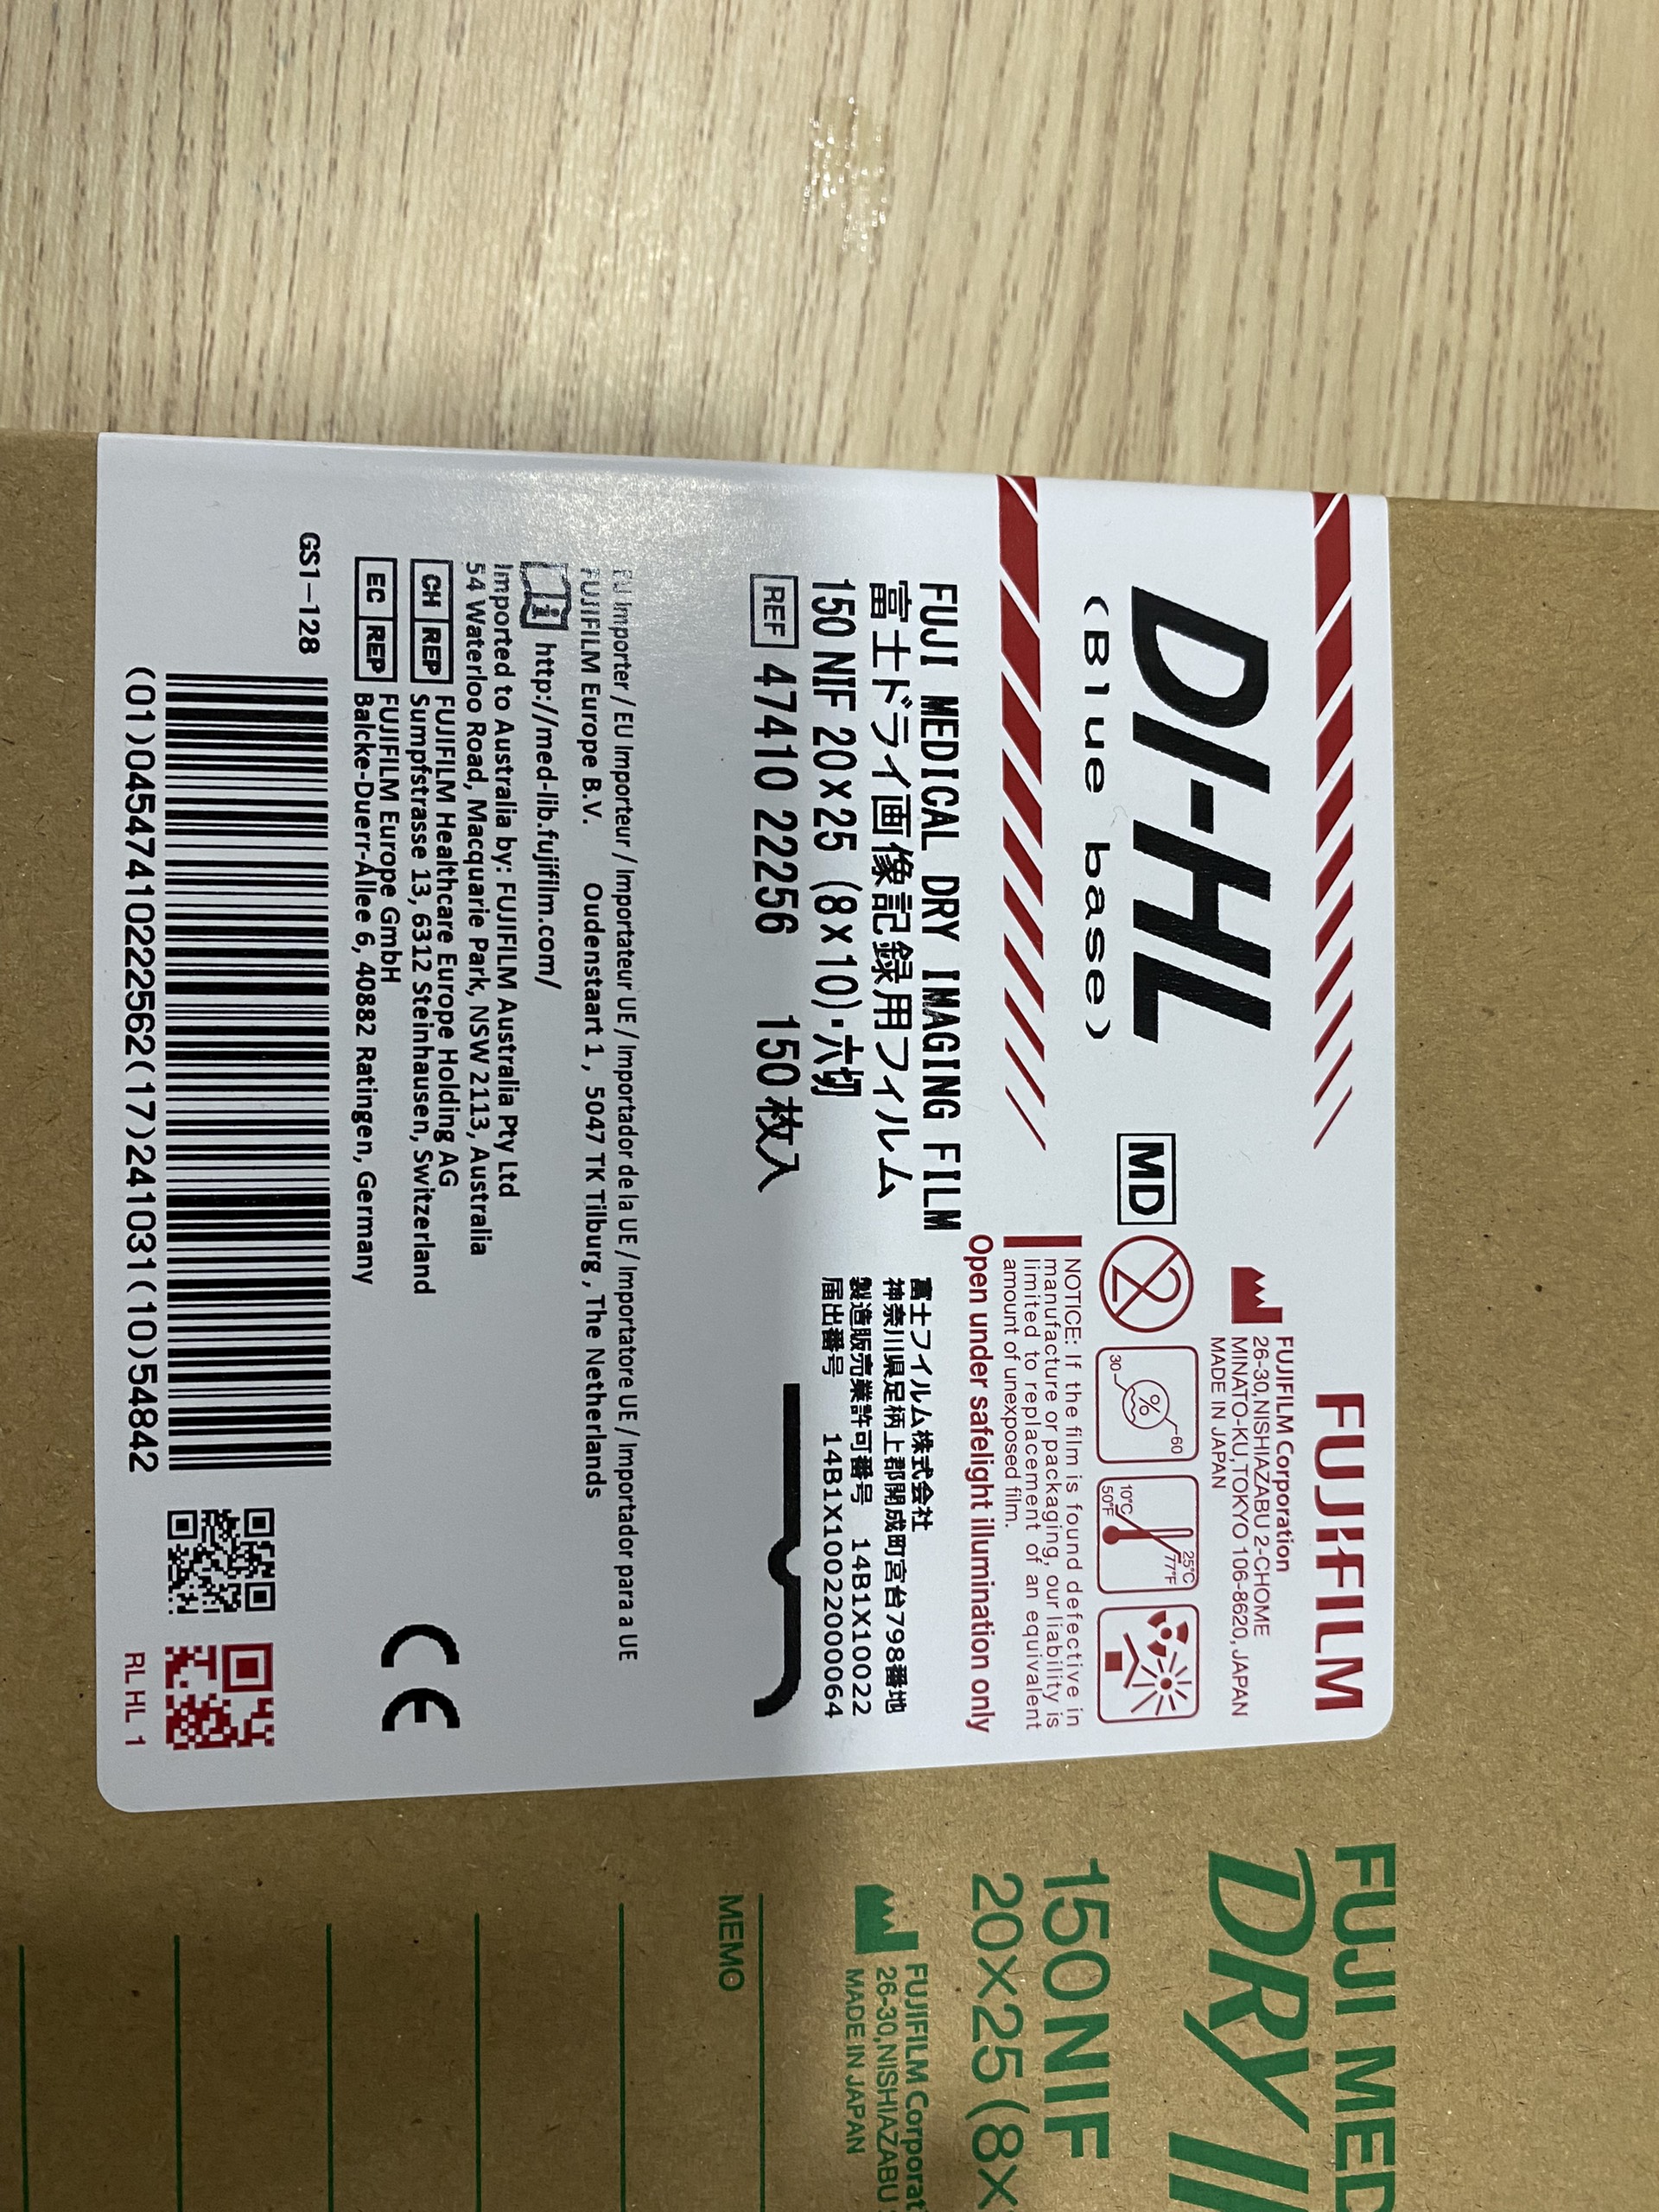 FUJIFILM
DI-HL
(Blue base)
MD
FUJIFILM Corporation
26-30,NISHIAZABU 2-CHOME
MINATO-KU,TOKYO 106-8620,JAPAN
MADE IN JAPAN
30 % 60
10°C 50°F 25°C 77°F
NOTICE: If the film is found defective in
manufacture or packaging, our liability is
limited to replacement of an equivalent
amount of unexposed film.
Open under safelight illumination only
FUJI MEDICAL DRY IMAGING FILM
富士ドライ画像記録用フィルム
150 NIF 20×25 (8×10)・六切
REF 47410 22256 150枚入
富士フイルム株式会社
神奈川県足柄上郡開成町宮台798番地
製造販売業許可番号 14B1X10022
届出番号 14B1X10022000064
EU Importer / EU Importeur / Importateur UE / Importador de la UE / Importatore UE / Importador para a UE
FUJIFILM Europe B.V. Oudenstaart 1, 5047 TK Tilburg, The Netherlands
i http://med-lib.fujifilm.com/
Imported to Australia by: FUJIFILM Australia Pty Ltd
54 Waterloo Road, Macquarie Park, NSW 2113, Australia
CH REP FUJIFILM Healthcare Europe Holding AG
Sumpfstrasse 13, 6312 Steinhausen, Switzerland
EC REP FUJIFILM Europe GmbH
Balcke-Duerr-Allee 6, 40882 Ratingen, Germany
CE
GS1-128
(01)04547410222562(17)241031(10)54842
RL HL 1
FUJI MED
DRY I
150NIF
20×25(8×
FUJIFILM Corporat
26-30,NISHIAZABU
MADE IN JAPAN
MEMO